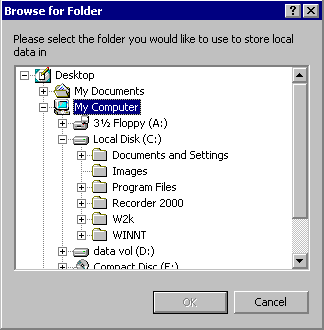 Browse for Folder
Please select the folder you would like to use to store local
data in
Desktop
My Documents
My Computer
3½ Floppy (A:)
Local Disk (C:)
Documents and Settings
Images
Program Files
Recorder 2000
W2k
WINNT
data vol (D:)
Compact Disc (E:)
OK
Cancel